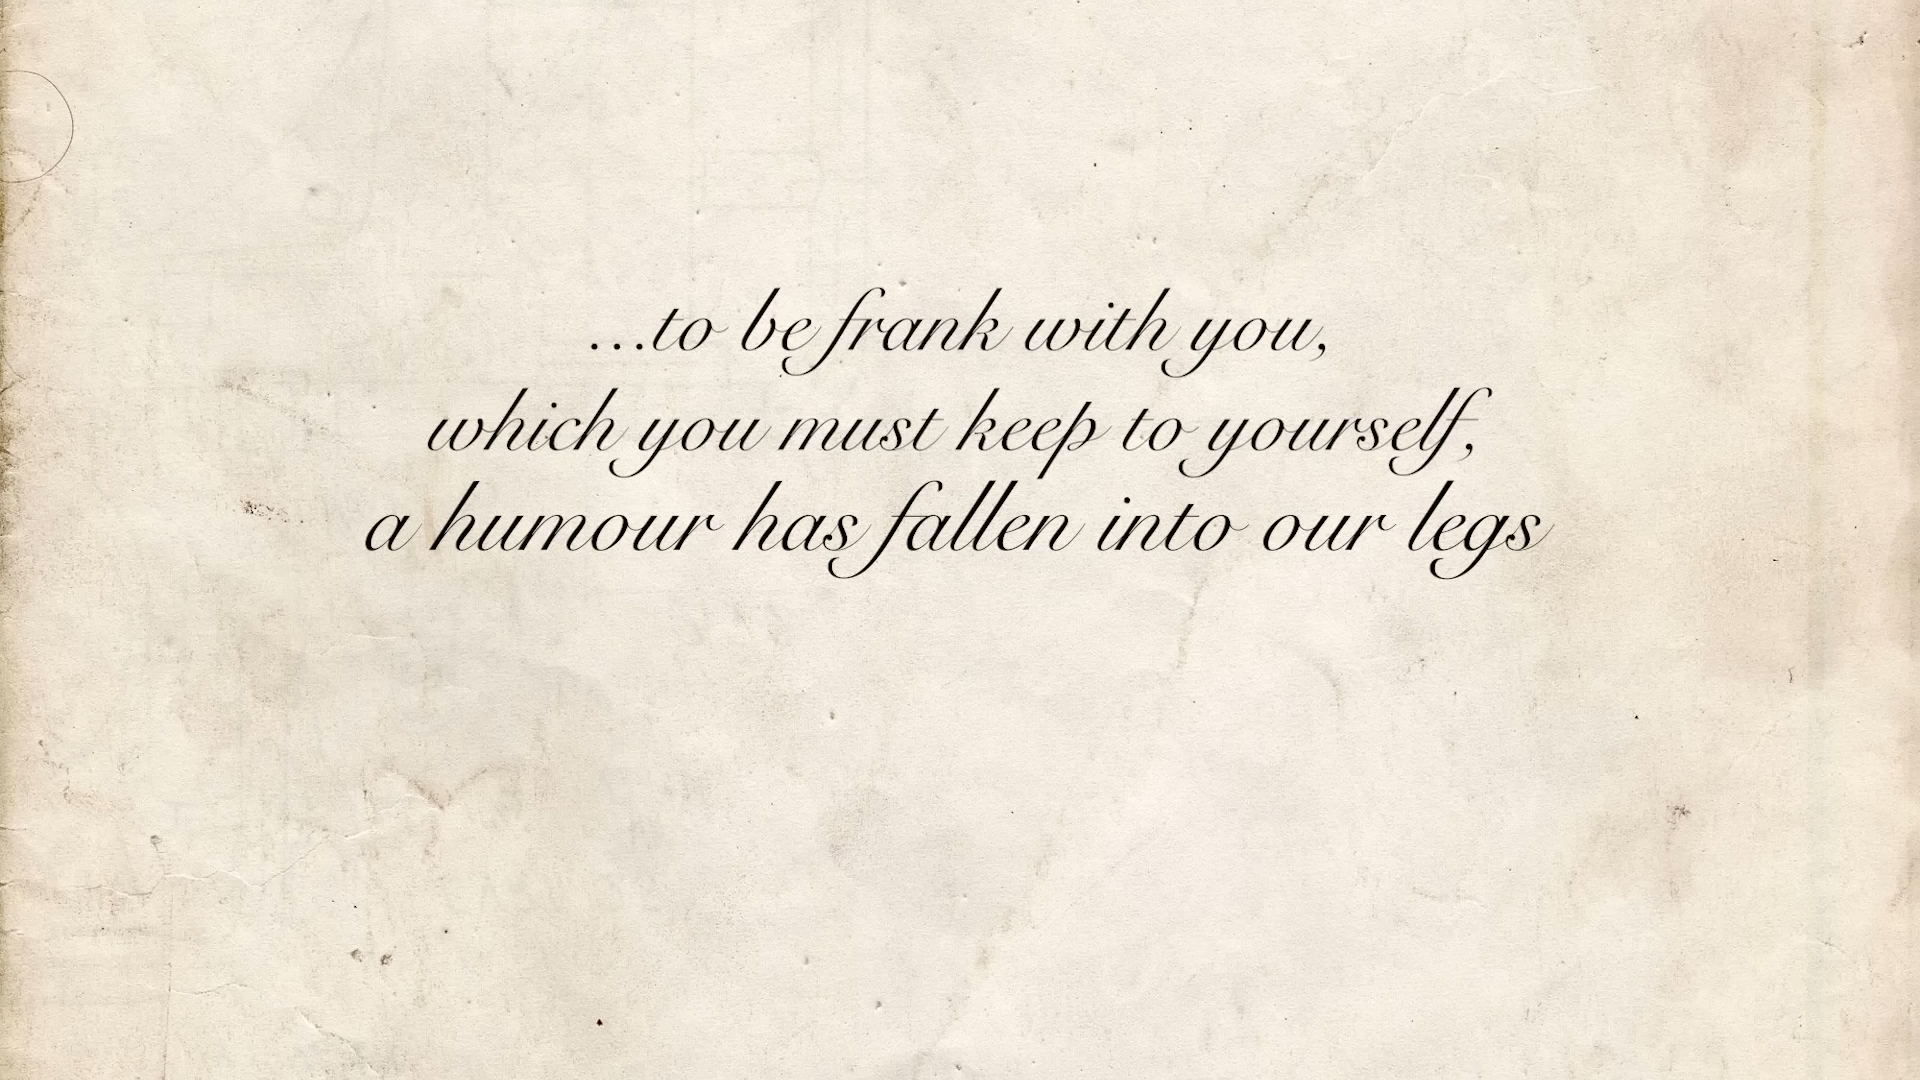 ...to be frank with you,
which you must keep to yourself,
a humour has fallen into our legs